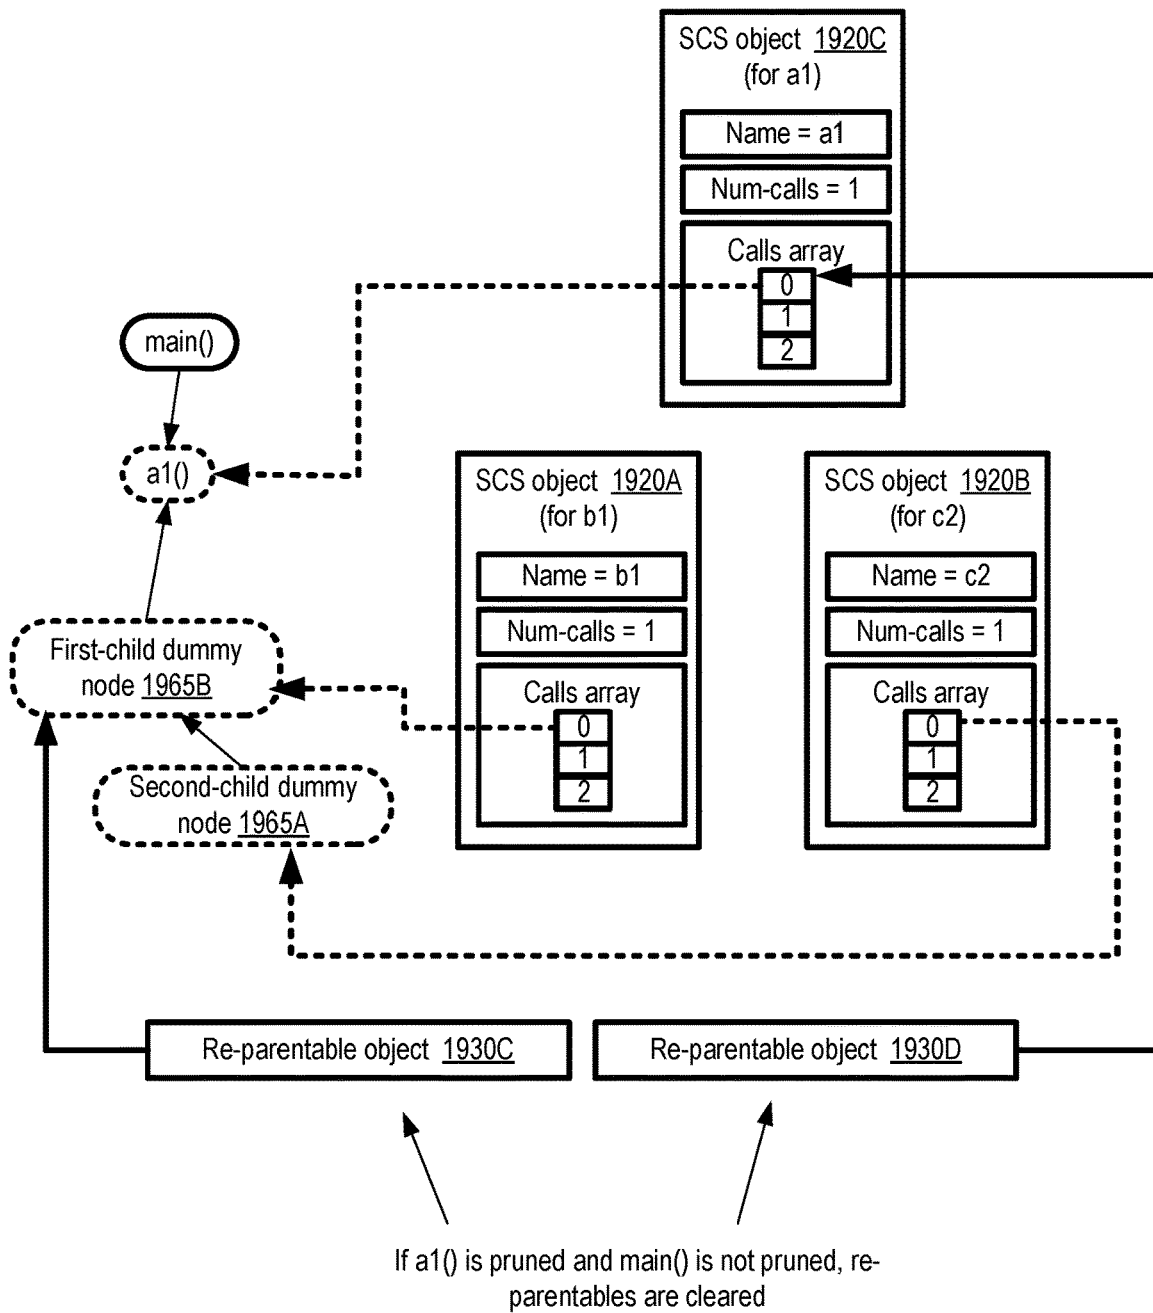 SCS object 1920C
(for a1)
Name = a1
Num-calls = 1
Calls array
0
1
2
main()
a1()
SCS object 1920A
(for b1)
Name = b1
Num-calls = 1
Calls array
0
1
2
SCS object 1920B
(for c2)
Name = c2
Num-calls = 1
Calls array
0
1
2
First-child dummy
node 1965B
Second-child dummy
node 1965A
Re-parentable object 1930C
Re-parentable object 1930D
If a1() is pruned and main() is not pruned, re-
parentables are cleared